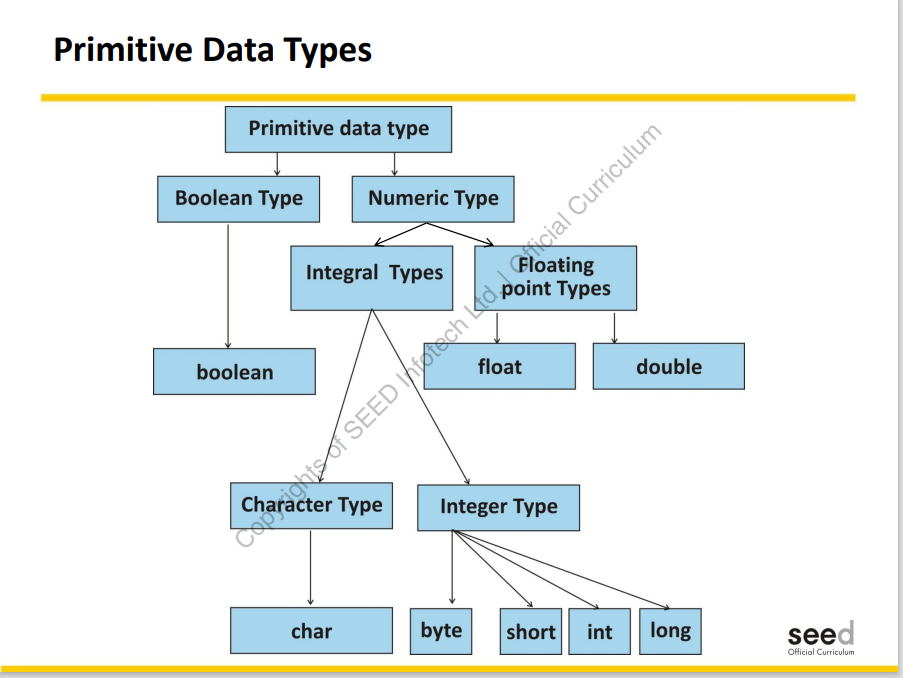 Primitive Data Types
Primitive data type
Boolean Type
Numeric Type
Integral Types
Floating
point Types
boolean
float
double
Character Type
Integer Type
char
byte
short
int
long
Copyrights of SEED Infotech Ltd. | Official Curriculum
seed
Official Curriculum